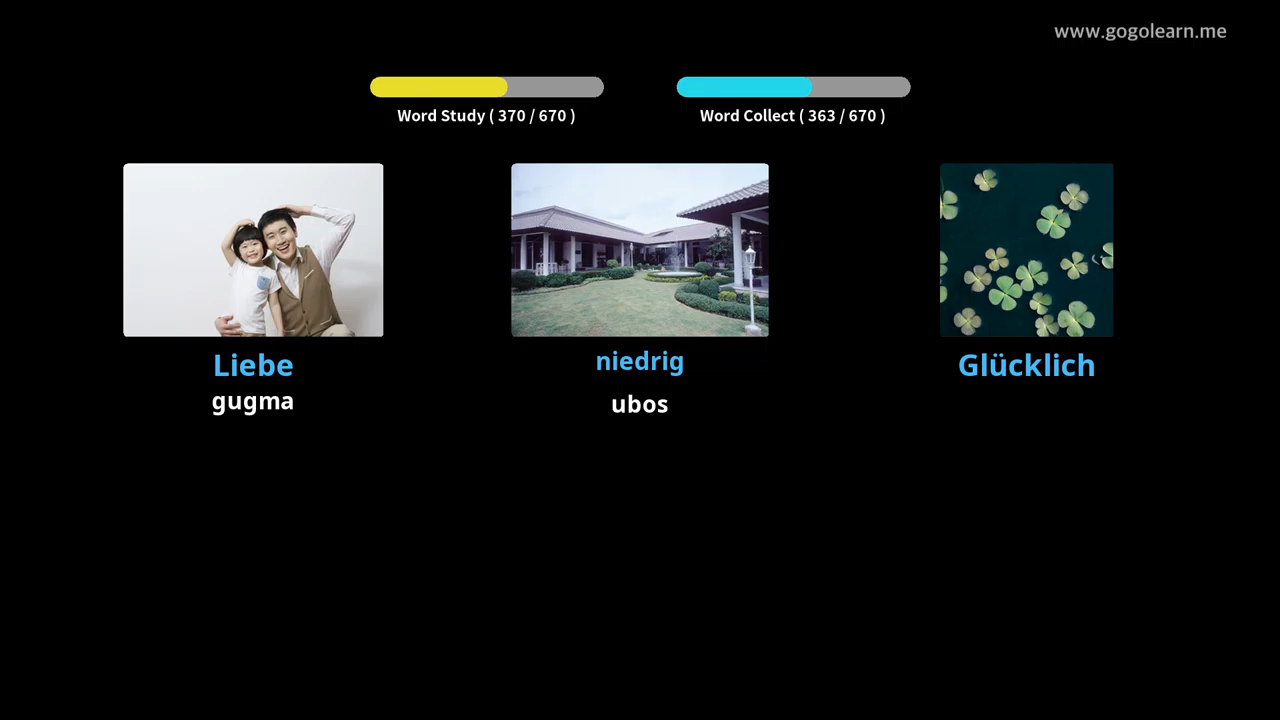 www.gogolearn.me
Word Study ( 370 / 670 )
Word Collect ( 363 / 670 )
Liebe
gugma
niedrig
ubos
Glücklich